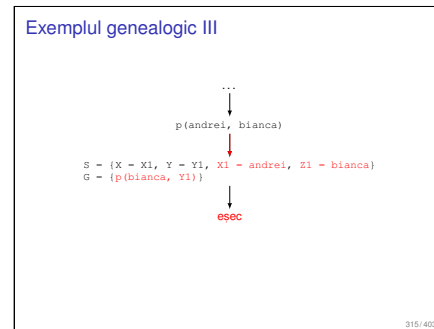 Exemplul genealogic III
...
p(andrei, bianca)
S = {X = X1, Y = Y1, X1 = andrei, Z1 = bianca}
G = {p(bianca, Y1)}
eșec
315/403